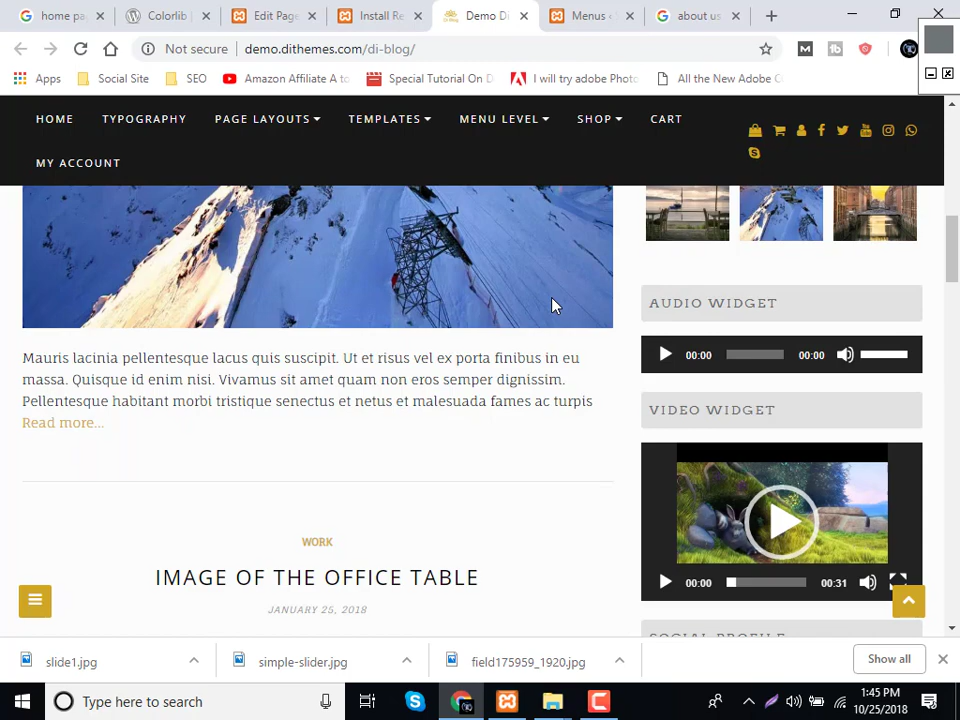 home pa
Colorlib |
Edit Page
Install Re
Demo Di
Menus ‹
about us
Not secure
demo.dithemes.com/di-blog/
Apps
Social Site
SEO
Amazon Affiliate A to
Special Tutorial On D
I will try adobe Photo
All the New Adobe C
HOME
TYPOGRAPHY
PAGE LAYOUTS
TEMPLATES
MENU LEVEL
SHOP
CART
MY ACCOUNT
AUDIO WIDGET
00:00
00:00
Mauris lacinia pellentesque lacus quis suscipit. Ut et risus vel ex porta finibus in eu
massa. Quisque id enim nisi. Vivamus sit amet quam non eros semper dignissim.
Pellentesque habitant morbi tristique senectus et netus et malesuada fames ac turpis
Read more...
VIDEO WIDGET
00:00
00:31
WORK
IMAGE OF THE OFFICE TABLE
JANUARY 25, 2018
SOCIAL PROFILE
slide1.jpg
simple-slider.jpg
field175959_1920.jpg
Show all
Type here to search
1:45 PM
10/25/2018